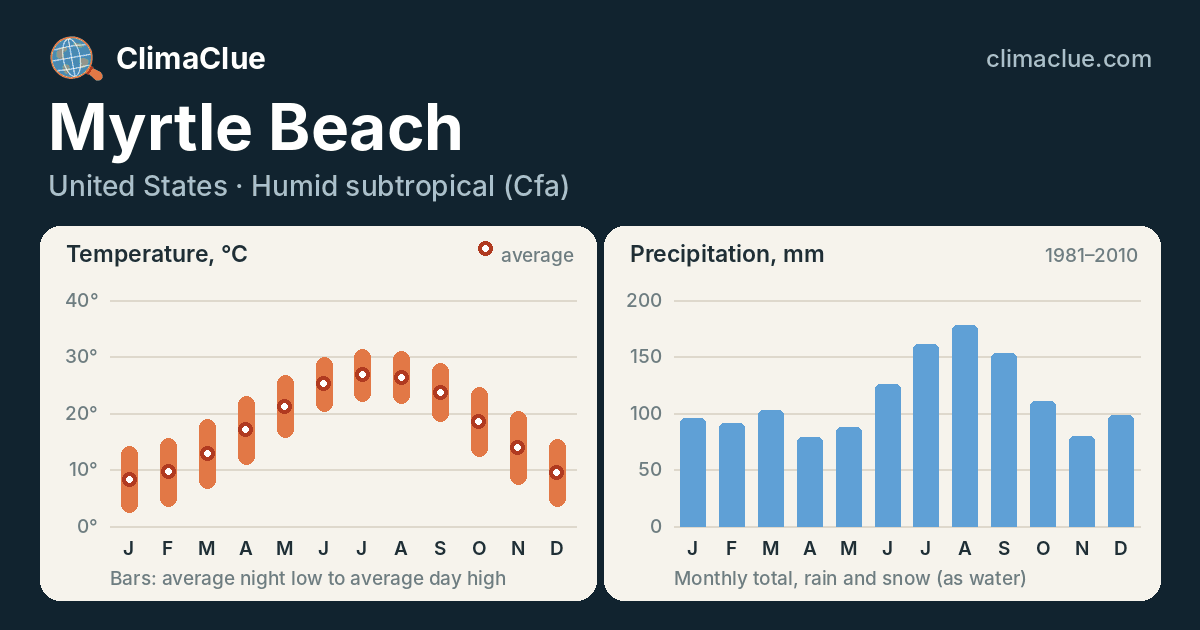 ClimaClue
climaclue.com
Myrtle Beach
United States · Humid subtropical (Cfa)
Temperature, °C
average
40°
30°
20°
10°
0°
J F M A M J J A S O N D
Bars: average night low to average day high
Precipitation, mm
1981–2010
200
150
100
50
0
J F M A M J J A S O N D
Monthly total, rain and snow (as water)